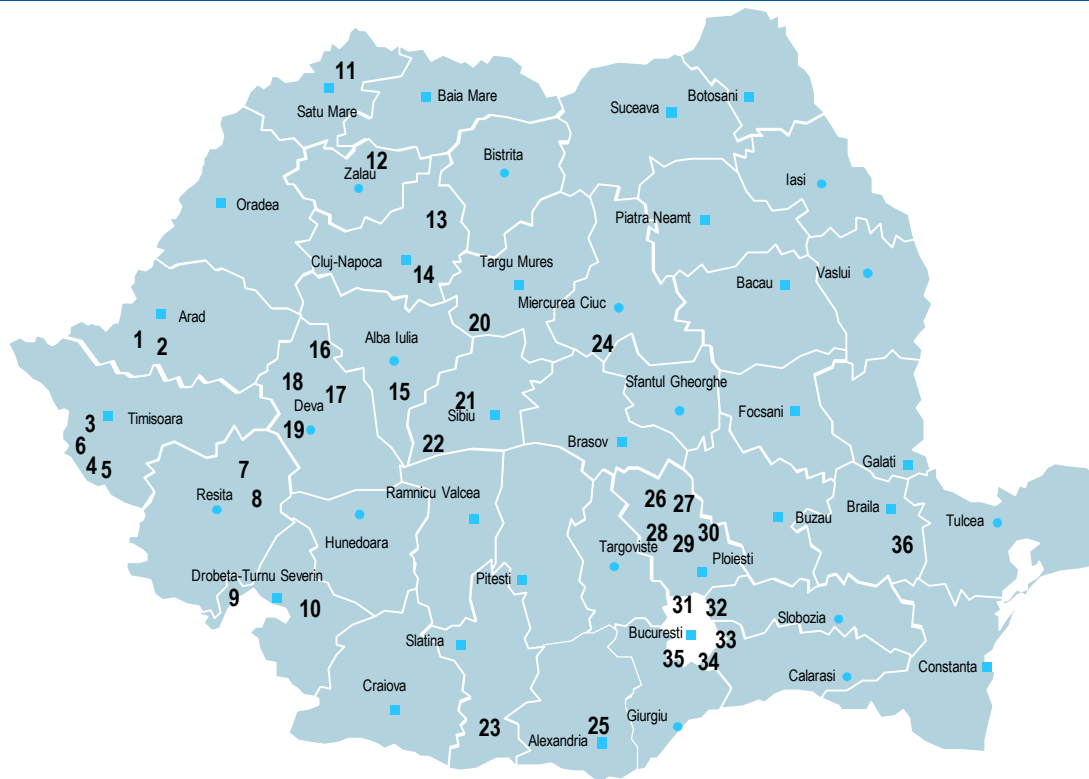 11
Satu Mare
Baia Mare
Suceava
Botosani
12
Zalau
Bistrita
Iasi
Oradea
13
Piatra Neamt
Cluj-Napoca
14
Targu Mures
Miercurea Ciuc
Bacau
Vaslui
Arad
1
2
16
Alba Iulia
20
24
18
17
Deva
19
15
21
Sibiu
22
Sfantul Gheorghe
Brasov
Focsani
Galati
3
Timisoara
6
4
5
7
Resita
8
Ramnicu Valcea
Hunedoara
26
27
28
29
30
Targoviste
Ploiesti
Buzau
Braila
36
Tulcea
Drobeta-Turnu Severin
9
10
Pitesti
31
32
Bucuresti
33
35
34
Slobozia
Slatina
Calarasi
Constanta
Craiova
23
25
Alexandria
Giurgiu